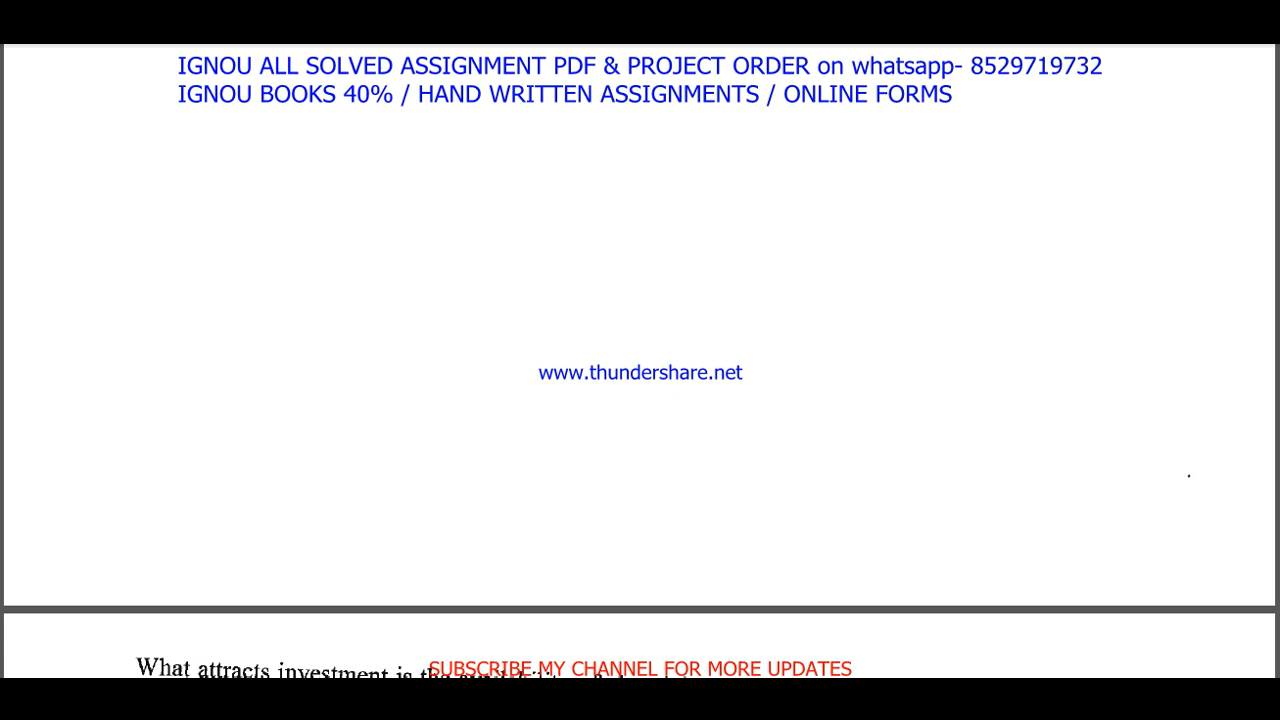 IGNOU ALL SOLVED ASSIGNMENT PDF & PROJECT ORDER on whatsapp- 8529719732
IGNOU BOOKS 40% / HAND WRITTEN ASSIGNMENTS / ONLINE FORMS
www.thundershare.net
What attracts investment is the
SUBSCRIBE MY CHANNEL FOR MORE UPDATES